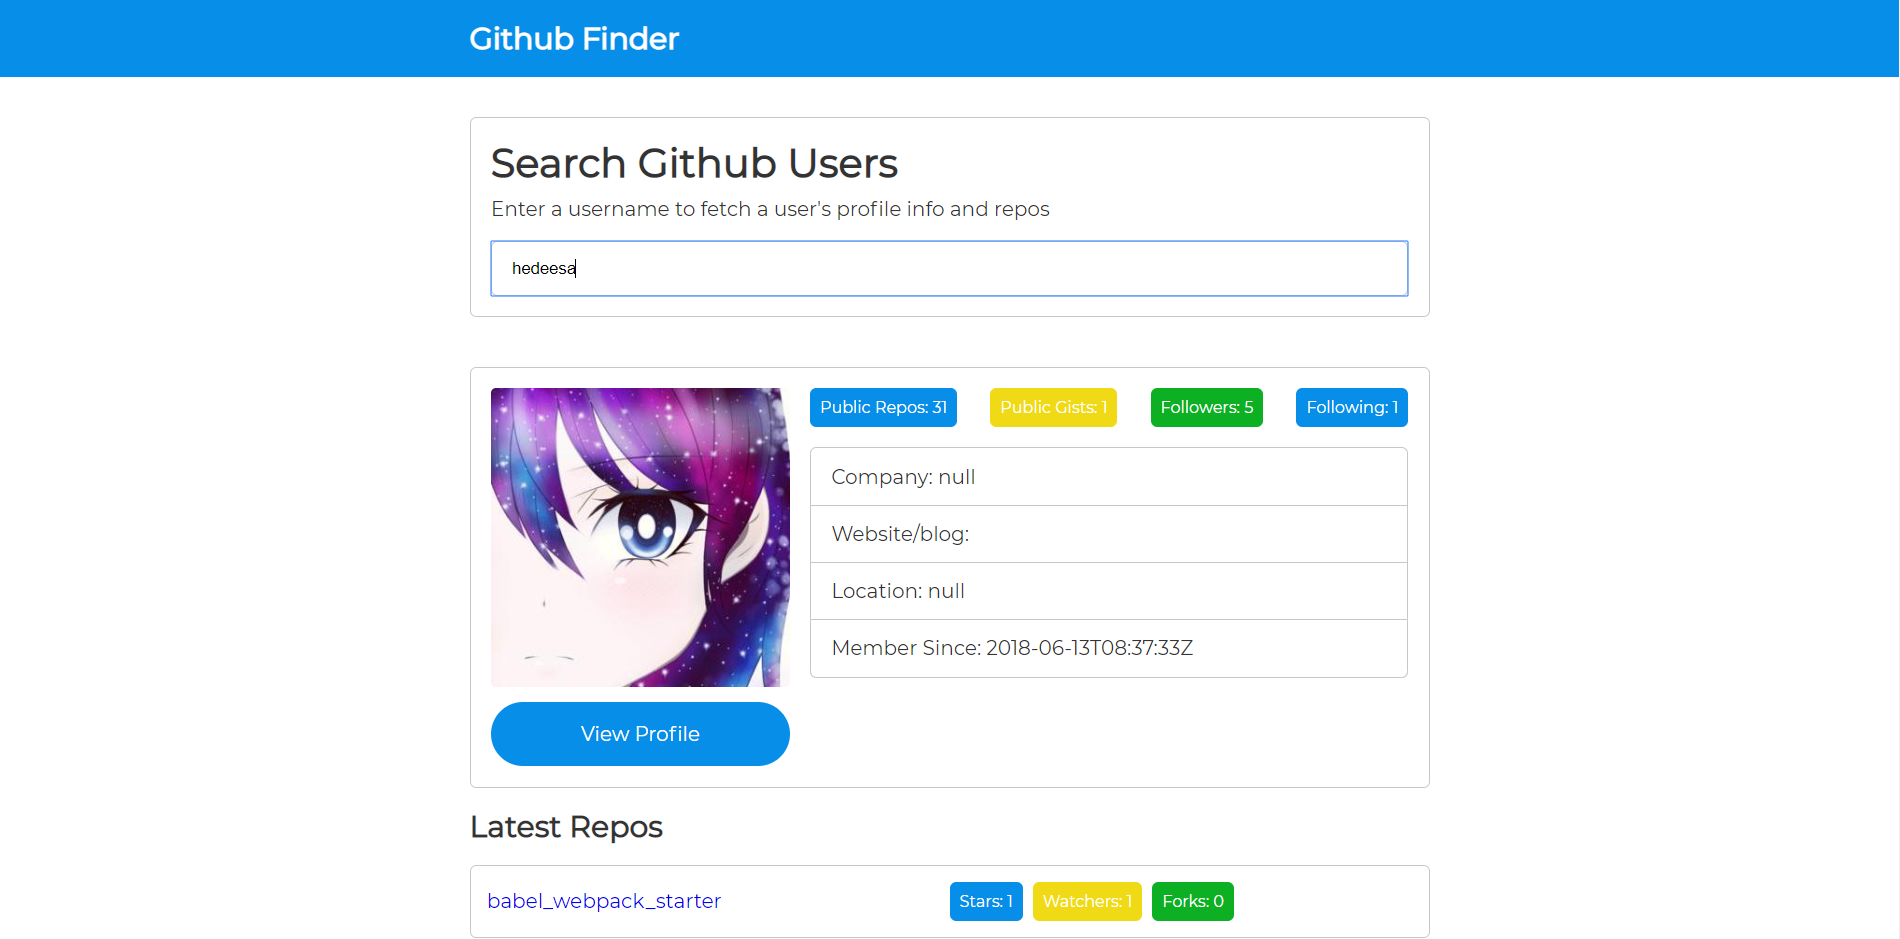 Github Finder
Search Github Users
Enter a username to fetch a user's profile info and repos
hedeesa
Public Repos: 31 Public Gists: 1 Followers: 5 Following: 1
Company: null
Website/blog:
Location: null
Member Since: 2018-06-13T08:37:33Z
View Profile
Latest Repos
babel_webpack_starter Stars: 1 Watchers: 1 Forks: 0